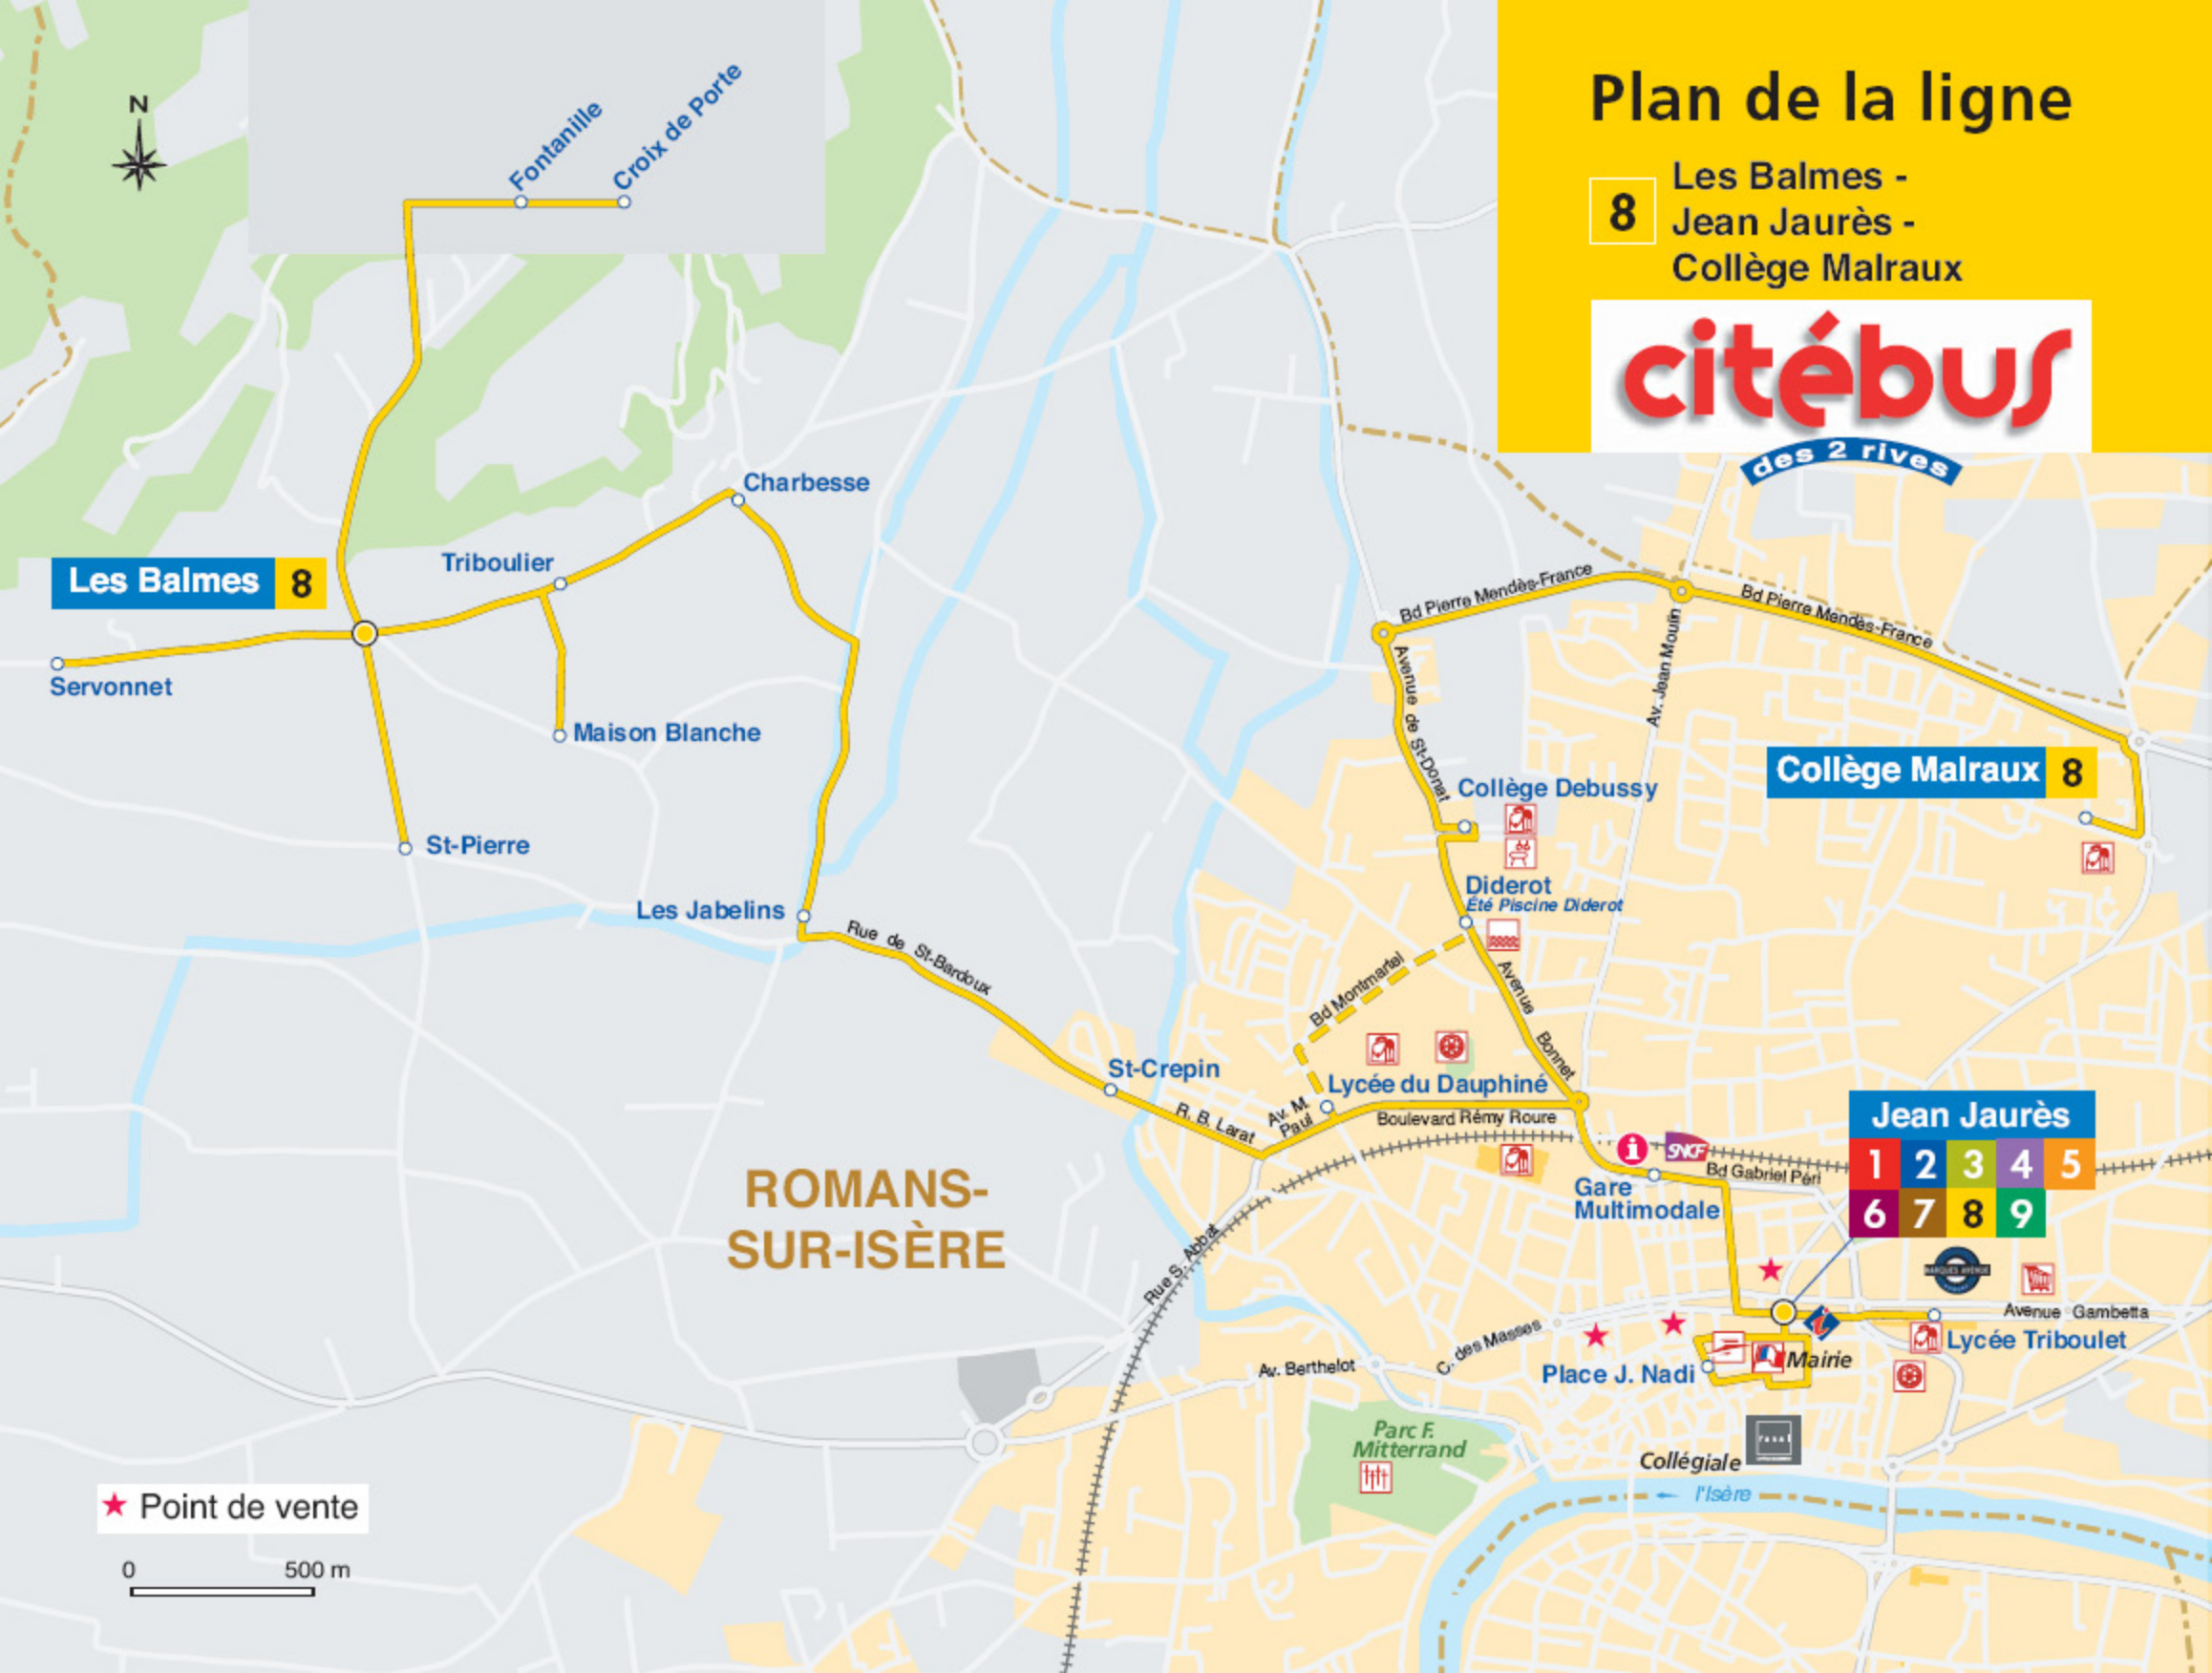 Plan de la ligne
8
Les Balmes -
Jean Jaurès -
Collège Malraux
citébus
des 2 rives
N
Fontanille
Croix de Porte
Charbesse
Triboulier
Les Balmes 8
Servonnet
Maison Blanche
St-Pierre
Les Jabelins
Rue de St-Bardoux
St-Crepin
R. B. Larat
Av. M.
Paul
Bd Pierre Mendès-France
Bd Pierre Mendès-France
Av. Jean Moulin
Avenue de St-Donat
Collège Malraux 8
Collège Debussy
Diderot
Été Piscine Diderot
Bd Montmartel
Avenue Bonnet
Lycée du Dauphiné
Boulevard Rémy Roure
i
SNCF
Bd Gabriel Péri
Gare
Multimodale
Jean Jaurès
1 2 3 4 5
6 7 8 9
ROMANS-
SUR-ISÈRE
Rue S. Abbat
MARQUES AVENUE
Avenue Gambetta
i
Lycée Triboulet
C. des Masses
Av. Berthelot
Place J. Nadi
Mairie
Parc F.
Mitterrand
Collégiale
l'Isère
Point de vente
0 500 m